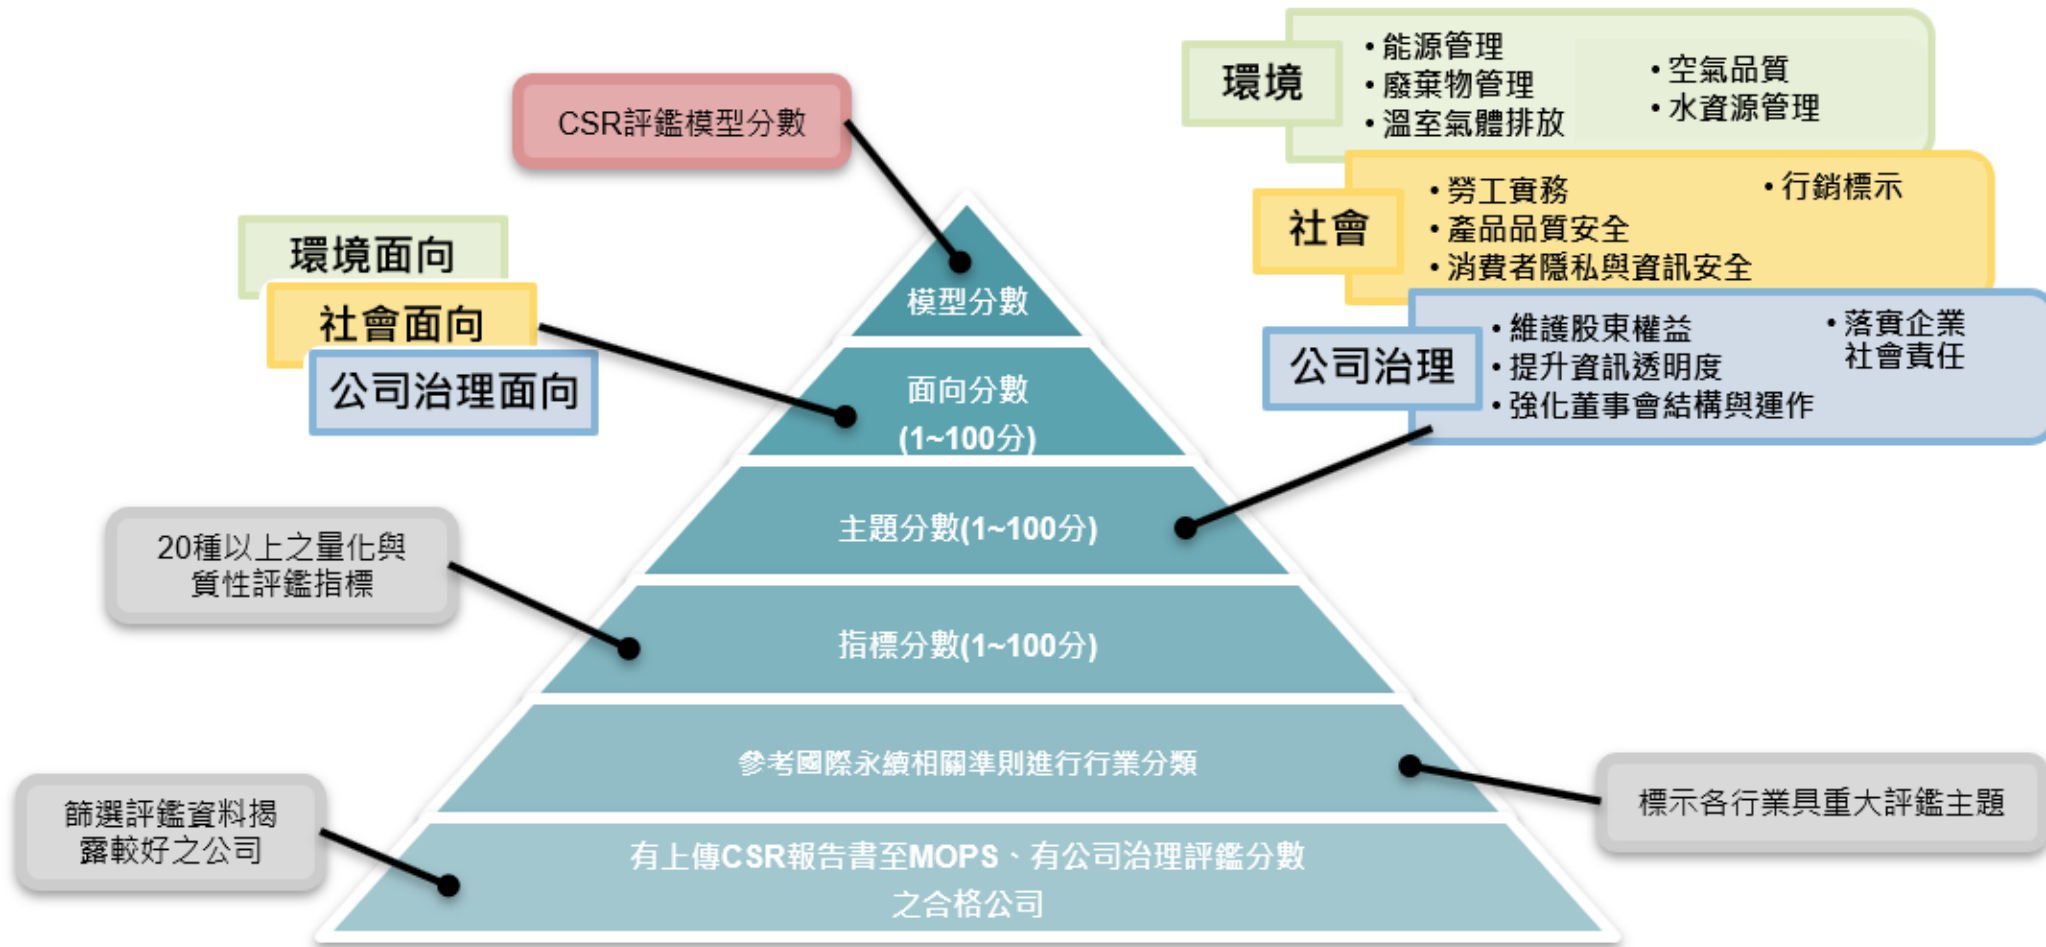 環境
• 能源管理
• 廢棄物管理
• 溫室氣體排放
• 空氣品質
• 水資源管理
社會
• 勞工實務
• 產品品質安全
• 消費者隱私與資訊安全
• 行銷標示
公司治理
• 維護股東權益
• 提升資訊透明度
• 強化董事會結構與運作
• 落實企業
社會責任
CSR評鑑模型分數
環境面向
社會面向
公司治理面向
模型分數
面向分數
(1~100分)
主題分數(1~100分)
20種以上之量化與
質性評鑑指標
指標分數(1~100分)
參考國際永續相關準則進行行業分類
標示各行業具重大評鑑主題
篩選評鑑資料揭
露較好之公司
有上傳CSR報告書至MOPS、有公司治理評鑑分數
之合格公司